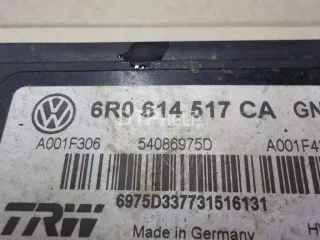 6R0 614 517 CA GN
A001F306 54086975D A001F4
6975D337731516131
TRW
Made in Germany